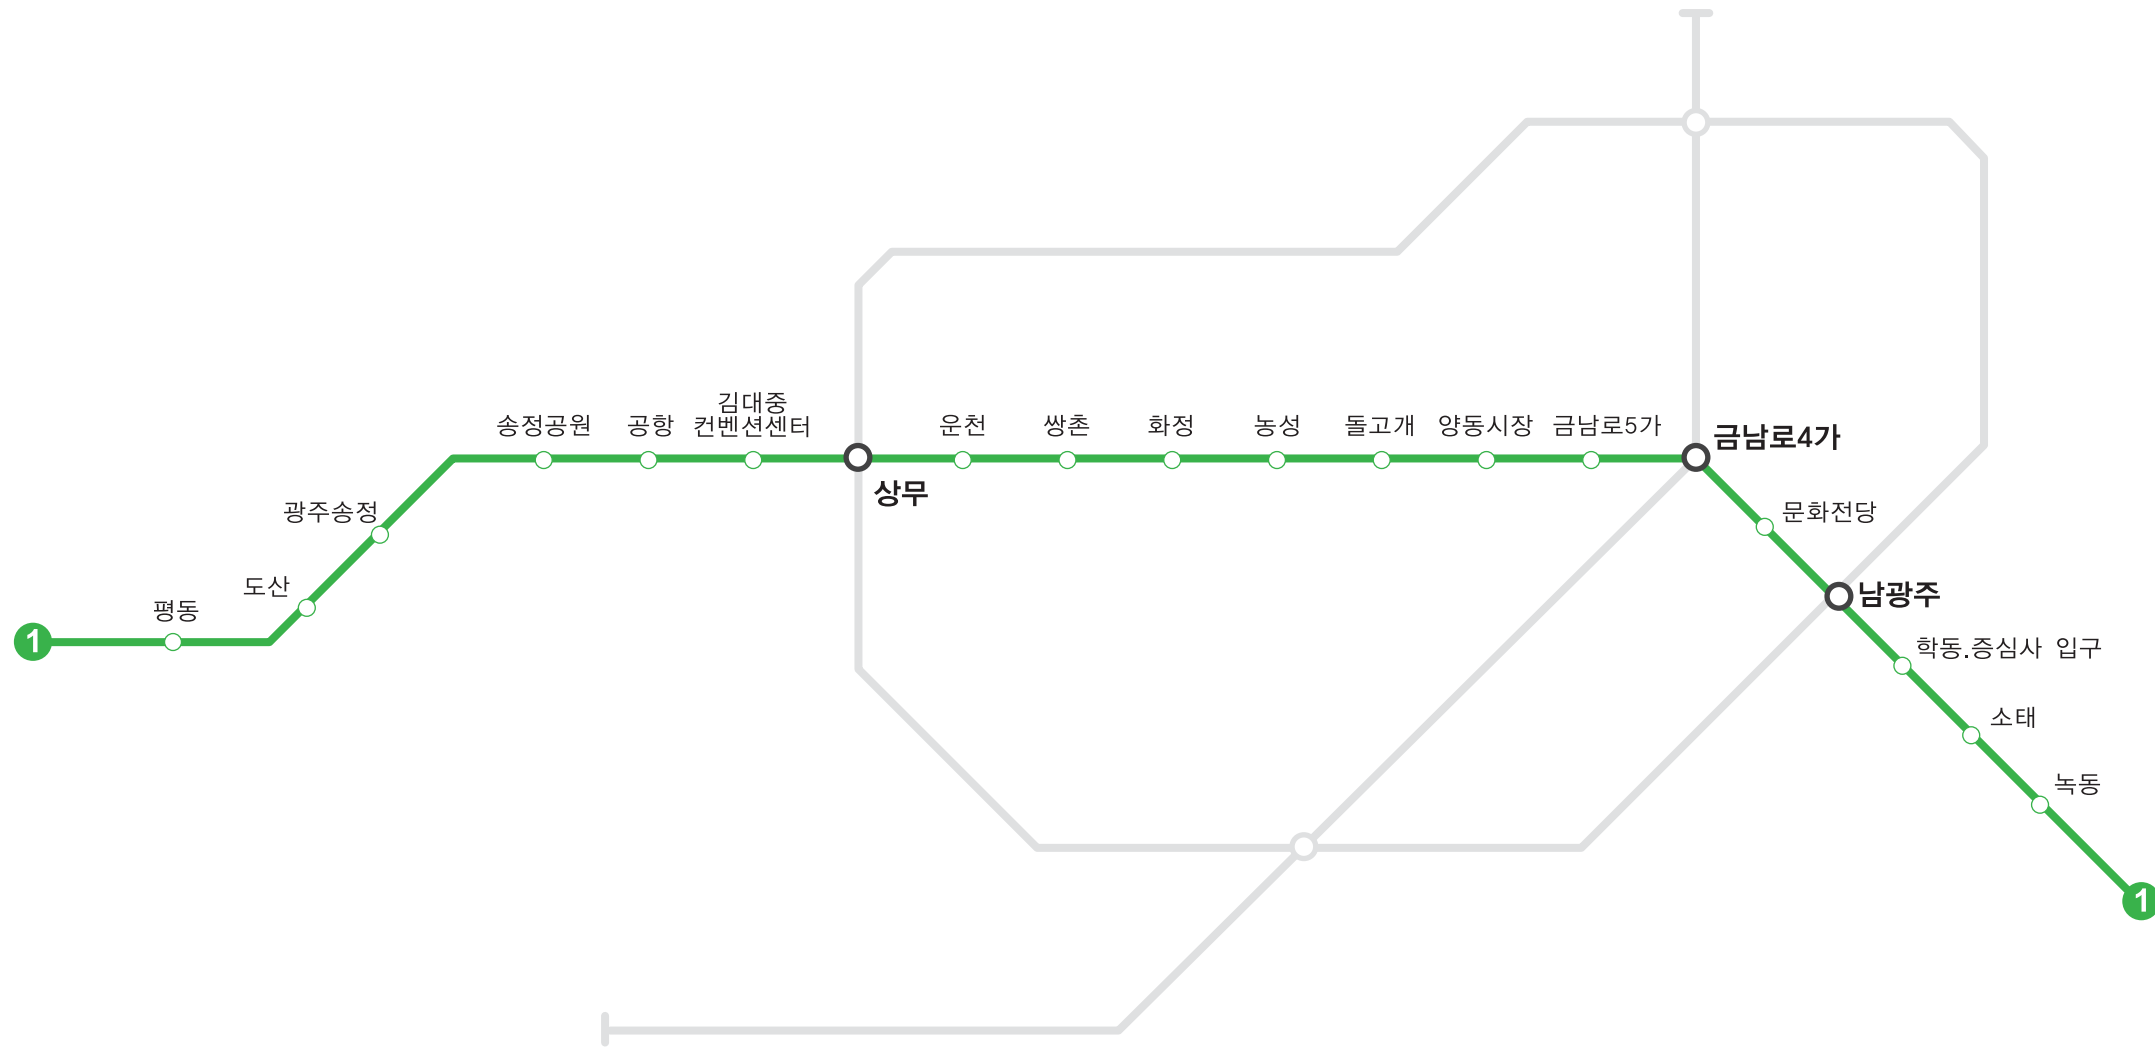 김대중
송정공원
공항
컨벤션센터
운천
쌍촌
화정
농성
돌고개
양동시장
금남로5가
금남로4가
상무
광주송정
문화전당
도산
남광주
평동
1
학동.증심사 입구
소태
녹동
1